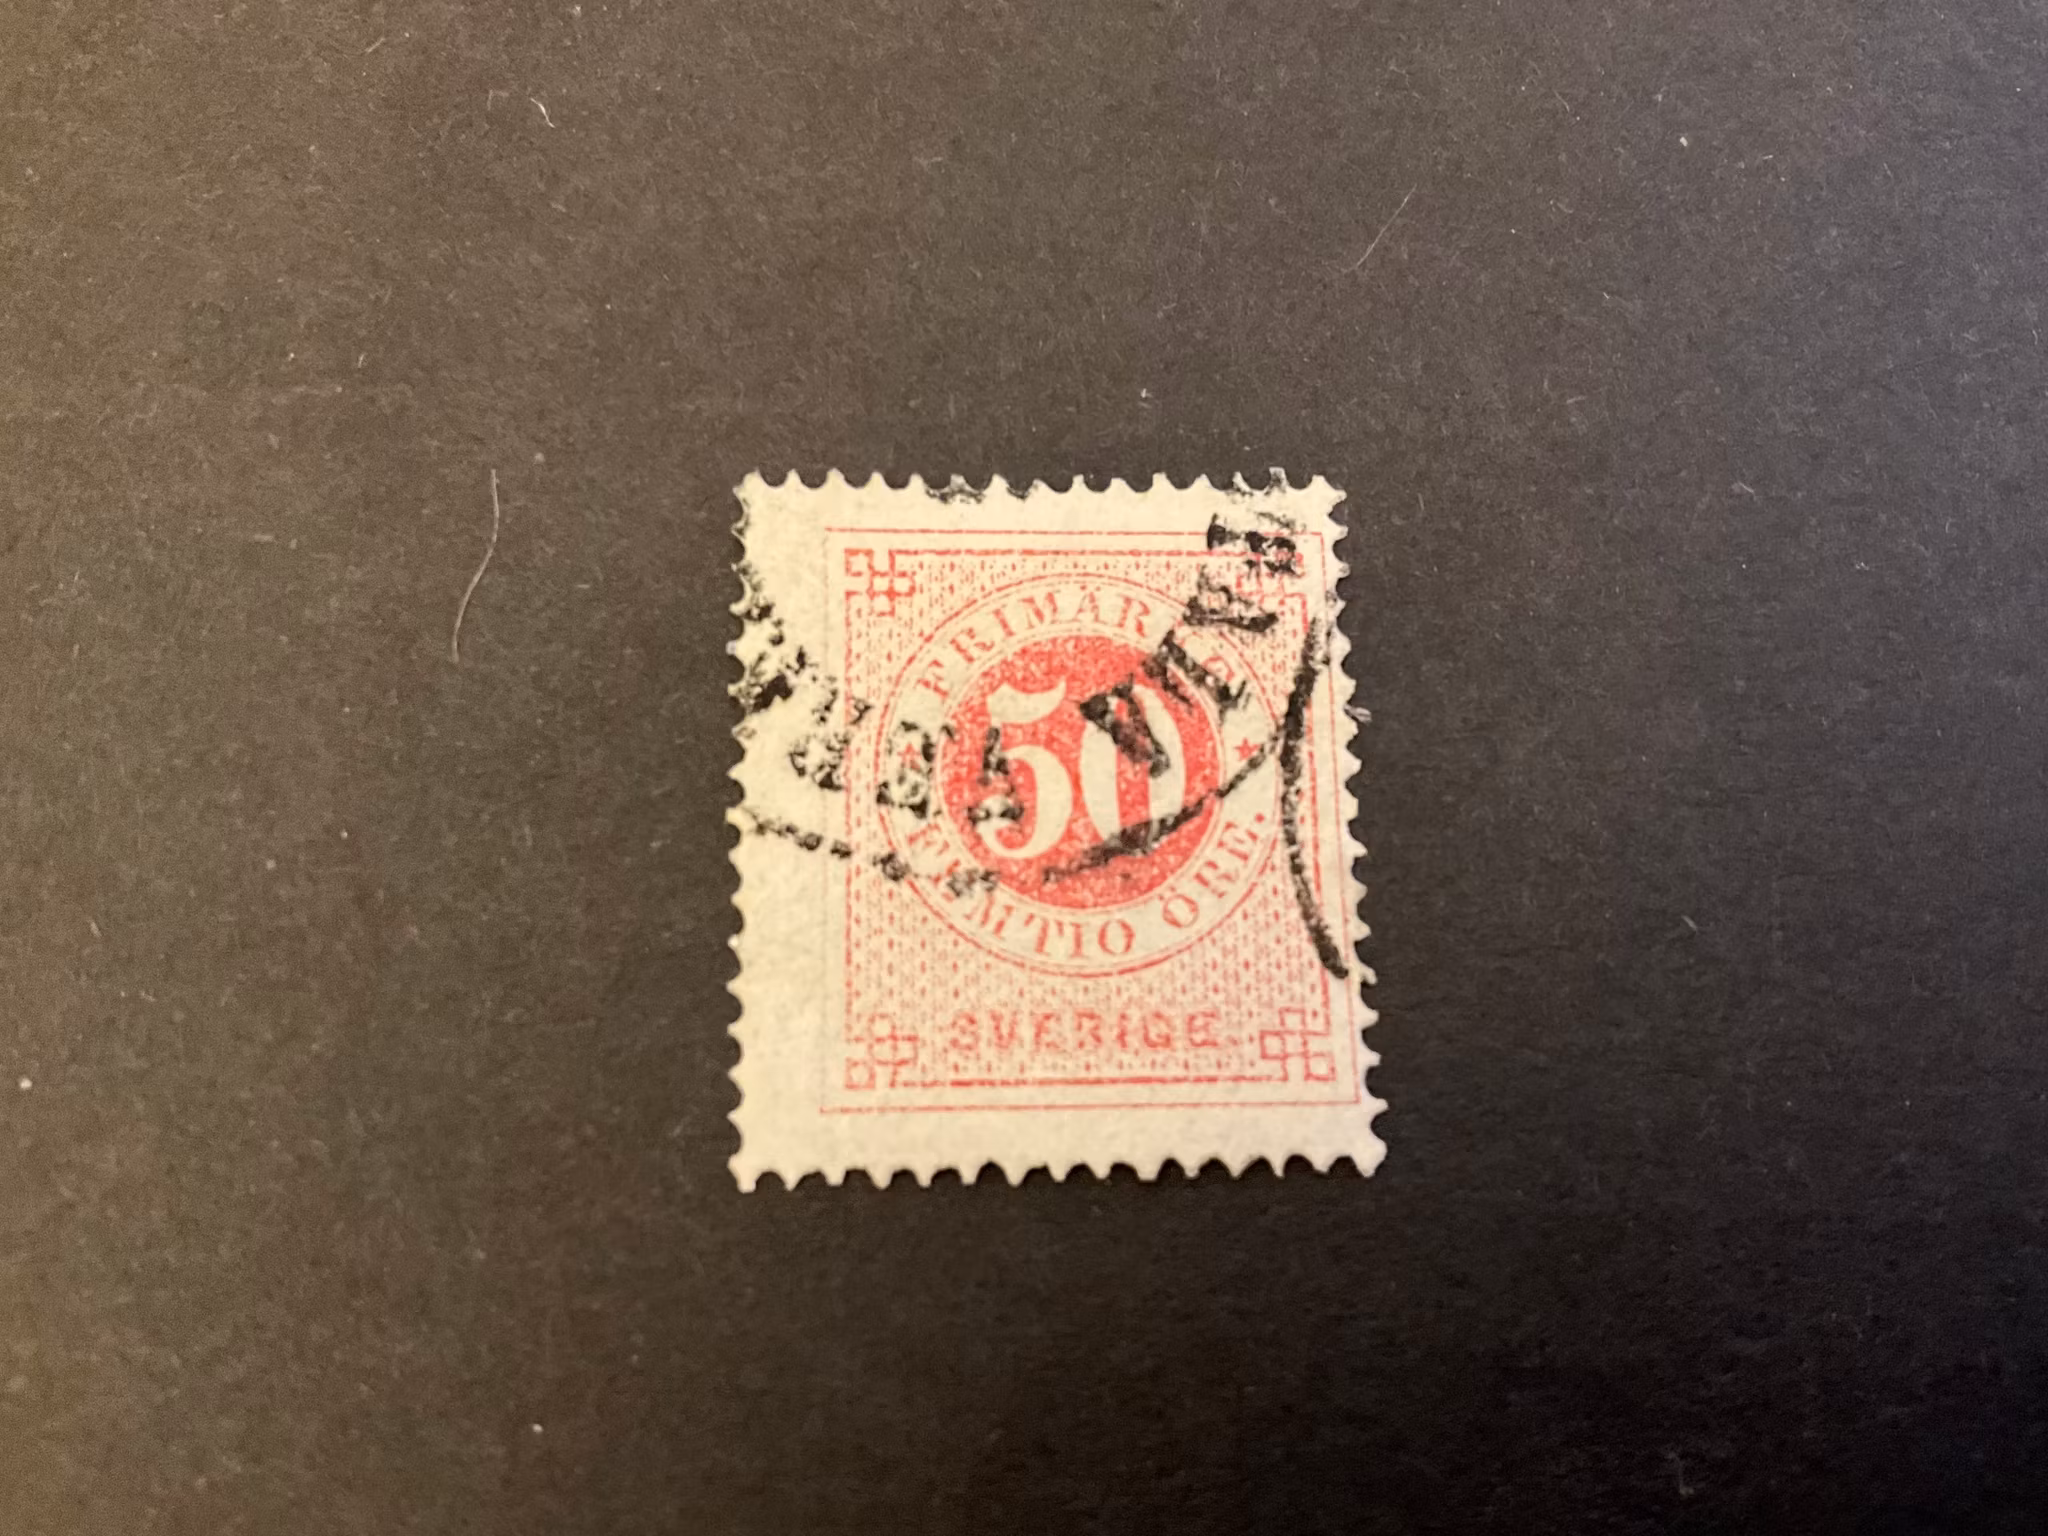 FRIMÄRKE
50
FEMTIO ÖRE.
SVERIGE